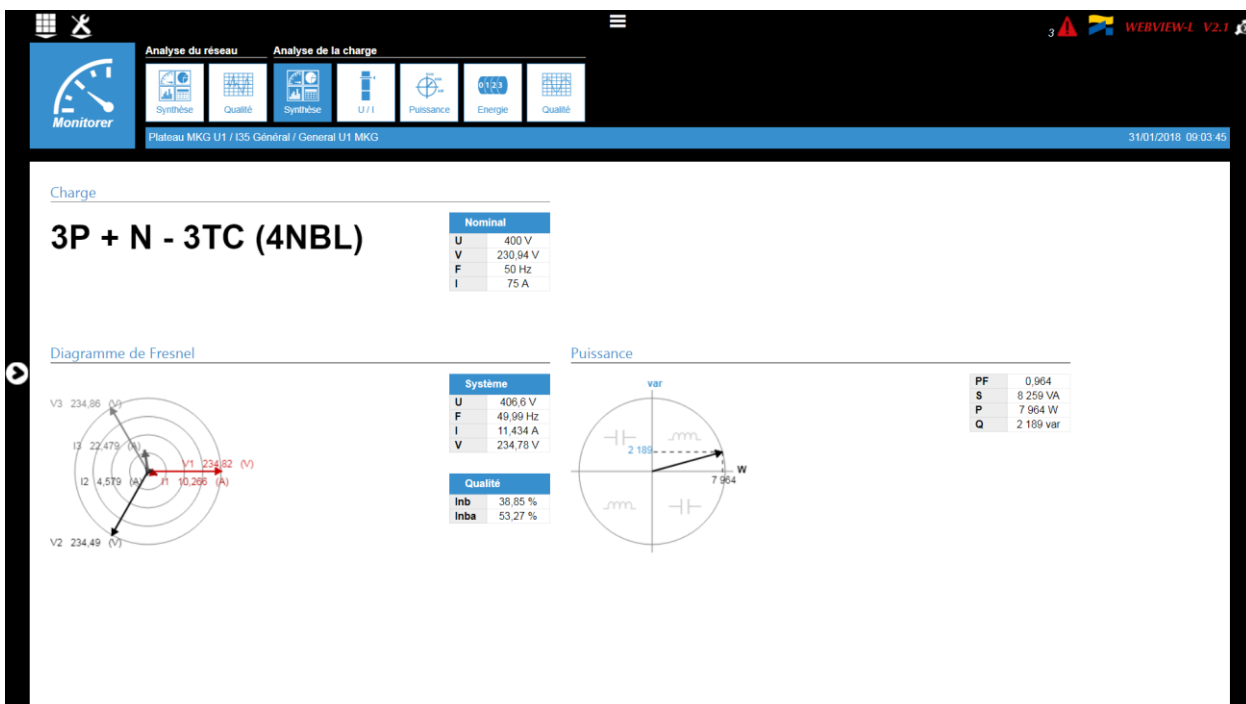 3
WEBVIEW-L V2.1
Analyse du réseau
Analyse de la charge
Monitorer
Synthèse
Qualité
Synthèse
U / I
Puissance
0123
Energie
Qualité
Plateau MKG U1 / I35 Général / General U1 MKG
31/01/2018 09:03:45
Charge
3P + N - 3TC (4NBL)
Nominal
U 400 V
V 230,94 V
F 50 Hz
I 75 A
Diagramme de Fresnel
V3 234,86 (V)
I3 22,479 (A)
V1 234,82 (V)
I2 4,579 (A)
I1 10,266 (A)
V2 234,49 (V)
Système
U 406,6 V
F 49,99 Hz
I 11,434 A
V 234,78 V
Qualité
Inb 38,85 %
Inba 53,27 %
Puissance
var
2 189
W
7 964
PF 0,964
S 8 259 VA
P 7 964 W
Q 2 189 var